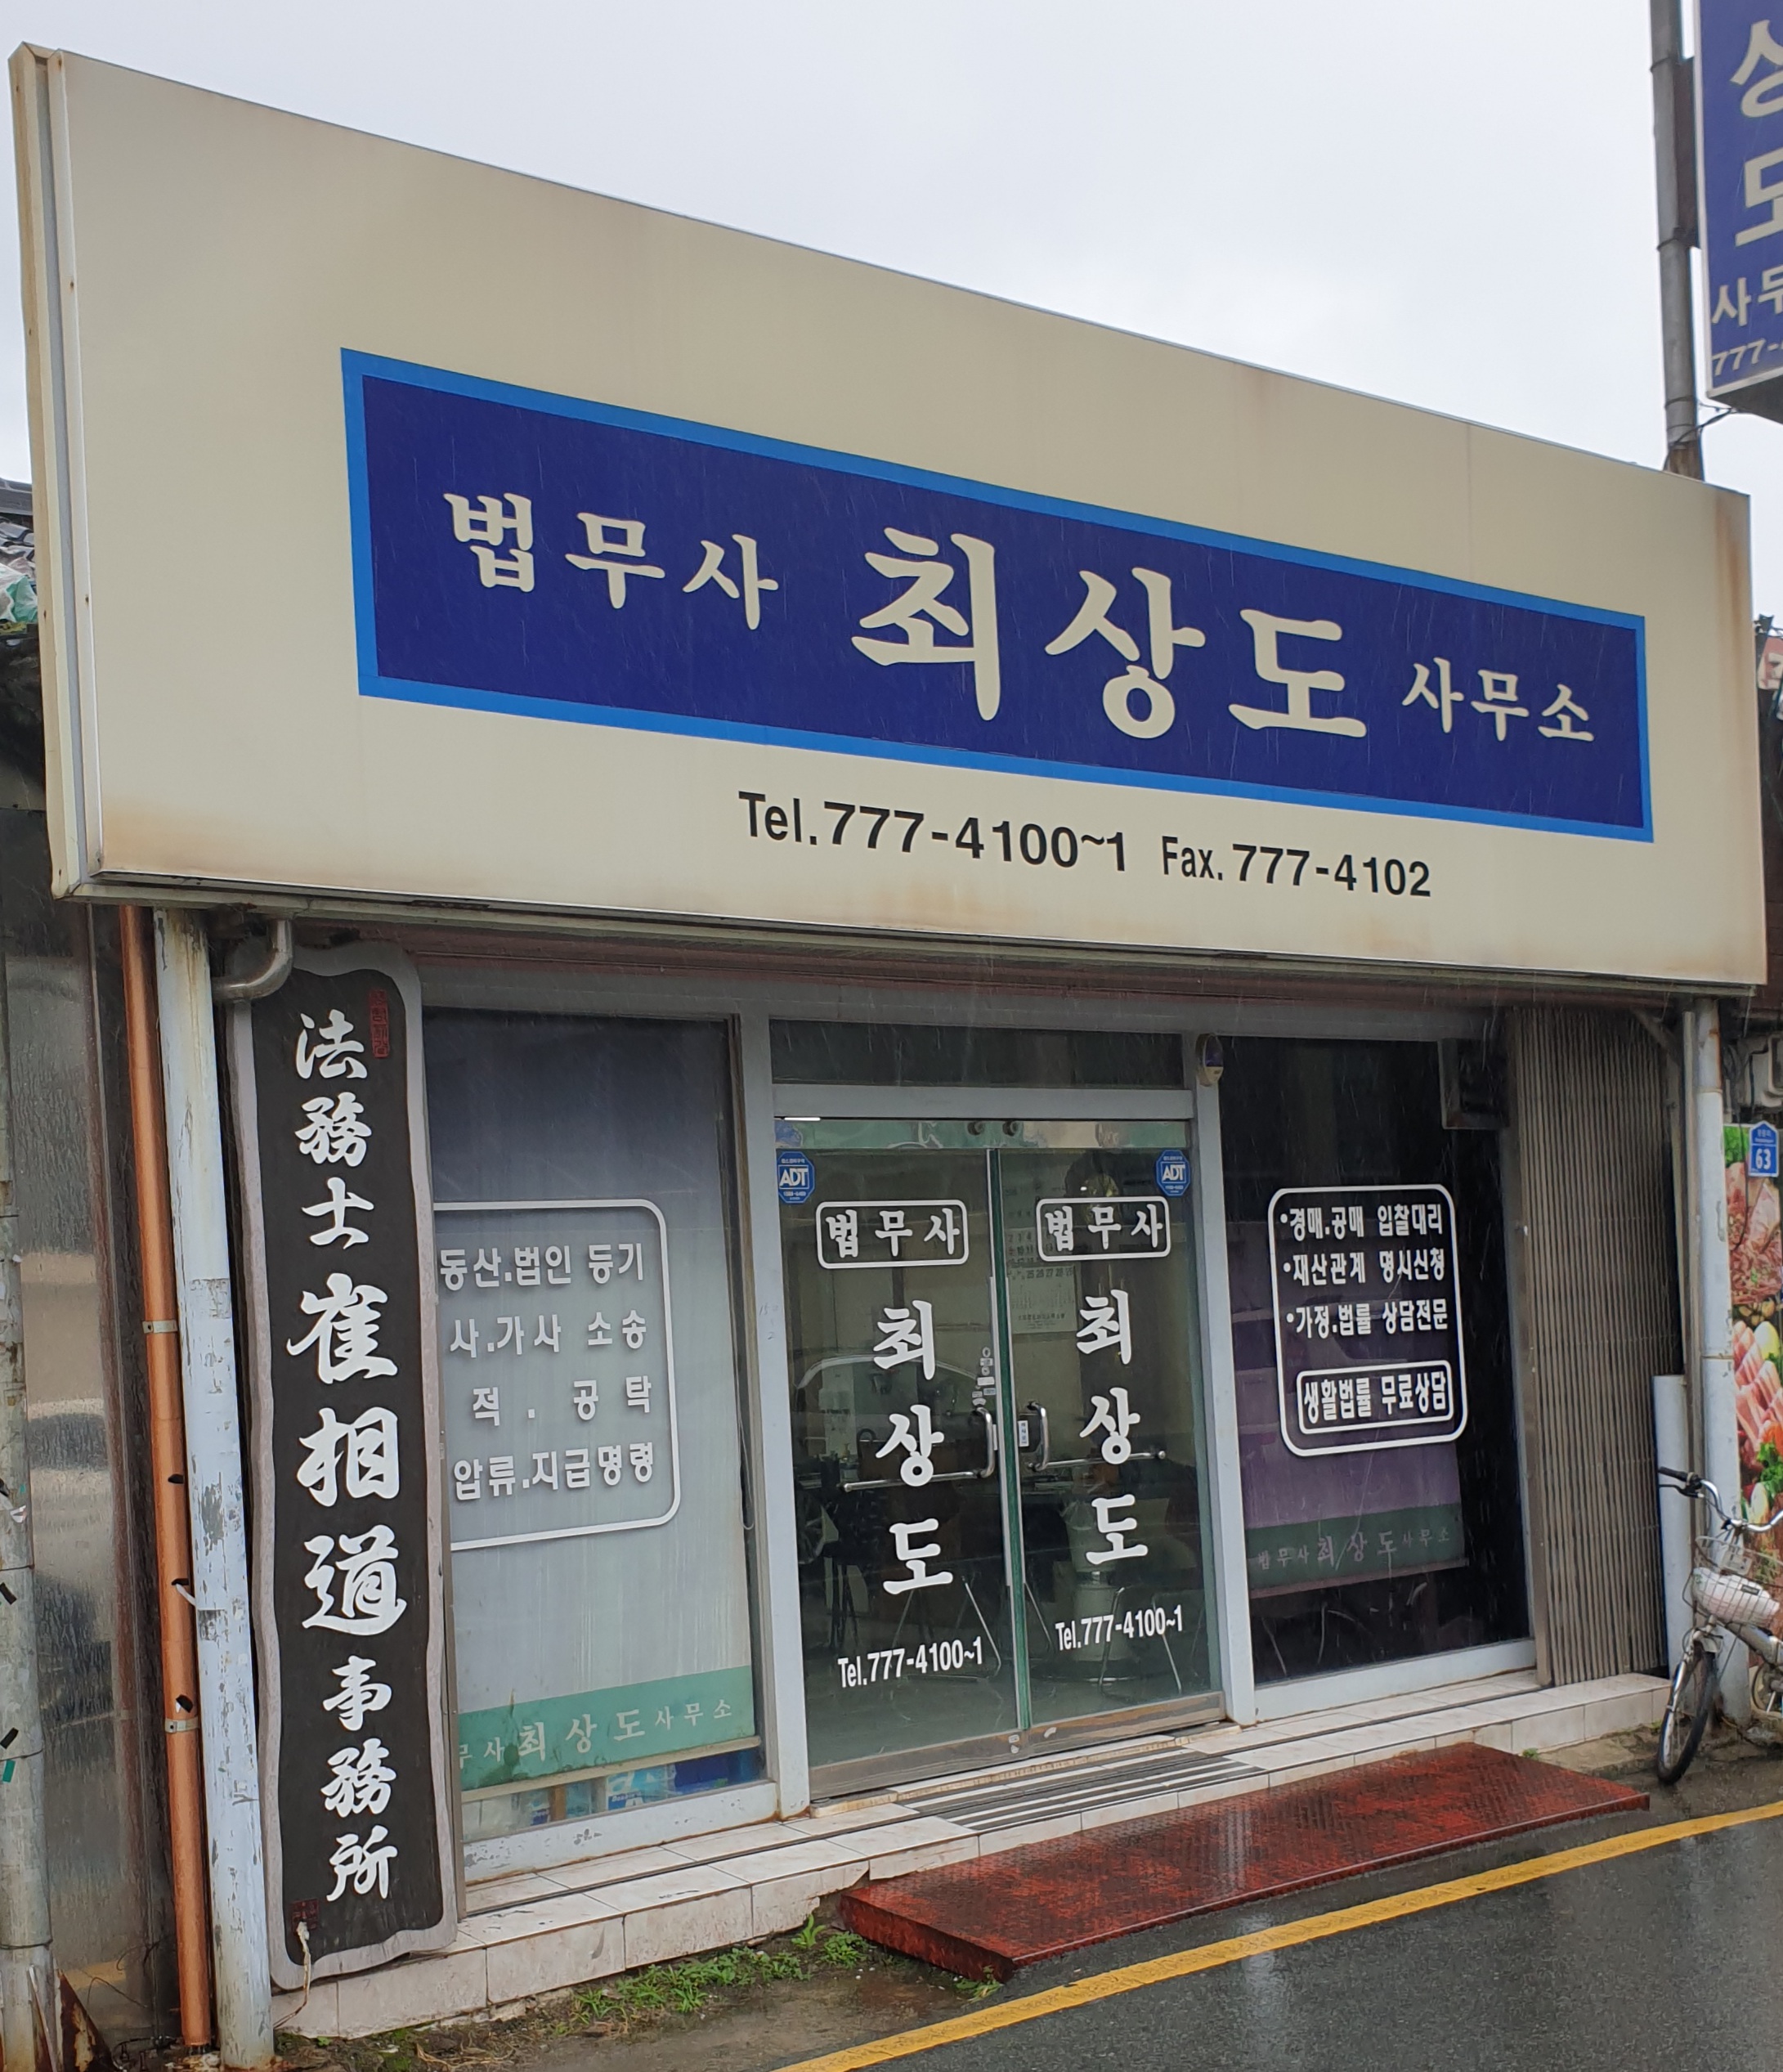 법무사 최상도 사무소
Tel.777-4100~1 Fax. 777-4102
상
도
777-
法務士崔相道事務所
동산.법인 등기
사.가사 소송
적 . 공탁
압류.지급명령
사 최상도 사무소
ADT
법무사
최상도
Tel.777-4100~1
ADT
법무사
최상도
Tel.777-4100~1
·경매.공매 입찰대리
·재산관계 명시신청
·가정.법률 상담전문
생활법률 무료상담
법무사 최상도 사무소
63